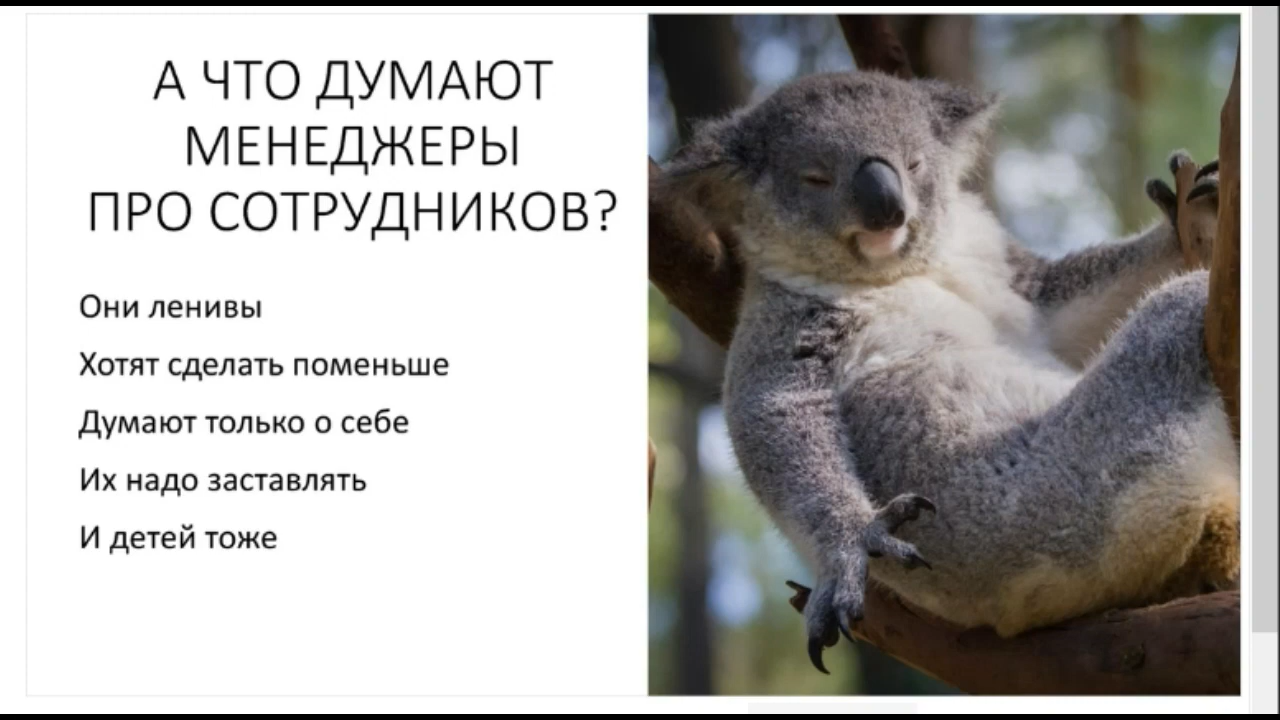 А ЧТО ДУМАЮТ
МЕНЕДЖЕРЫ
ПРО СОТРУДНИКОВ?
Они ленивы
Хотят сделать поменьше
Думают только о себе
Их надо заставлять
И детей тоже